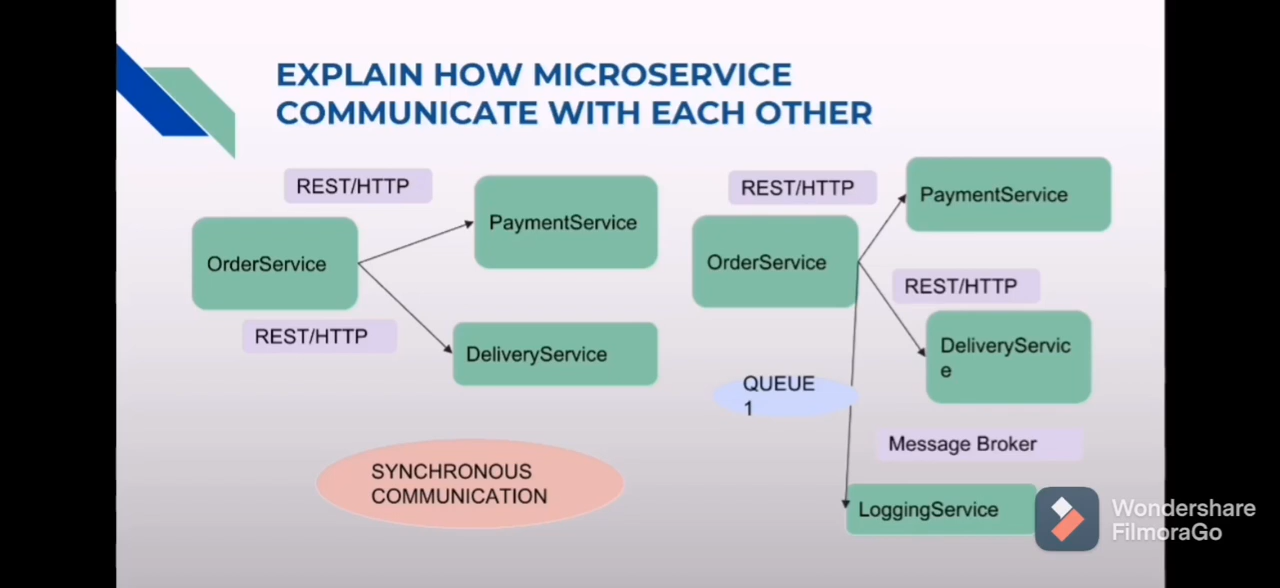 EXPLAIN HOW MICROSERVICE
COMMUNICATE WITH EACH OTHER
REST/HTTP
PaymentService
OrderService
REST/HTTP
DeliveryService
SYNCHRONOUS
COMMUNICATION
REST/HTTP
PaymentService
OrderService
REST/HTTP
DeliveryServic
e
QUEUE
1
Message Broker
LoggingService
Wondershare
FilmoraGo